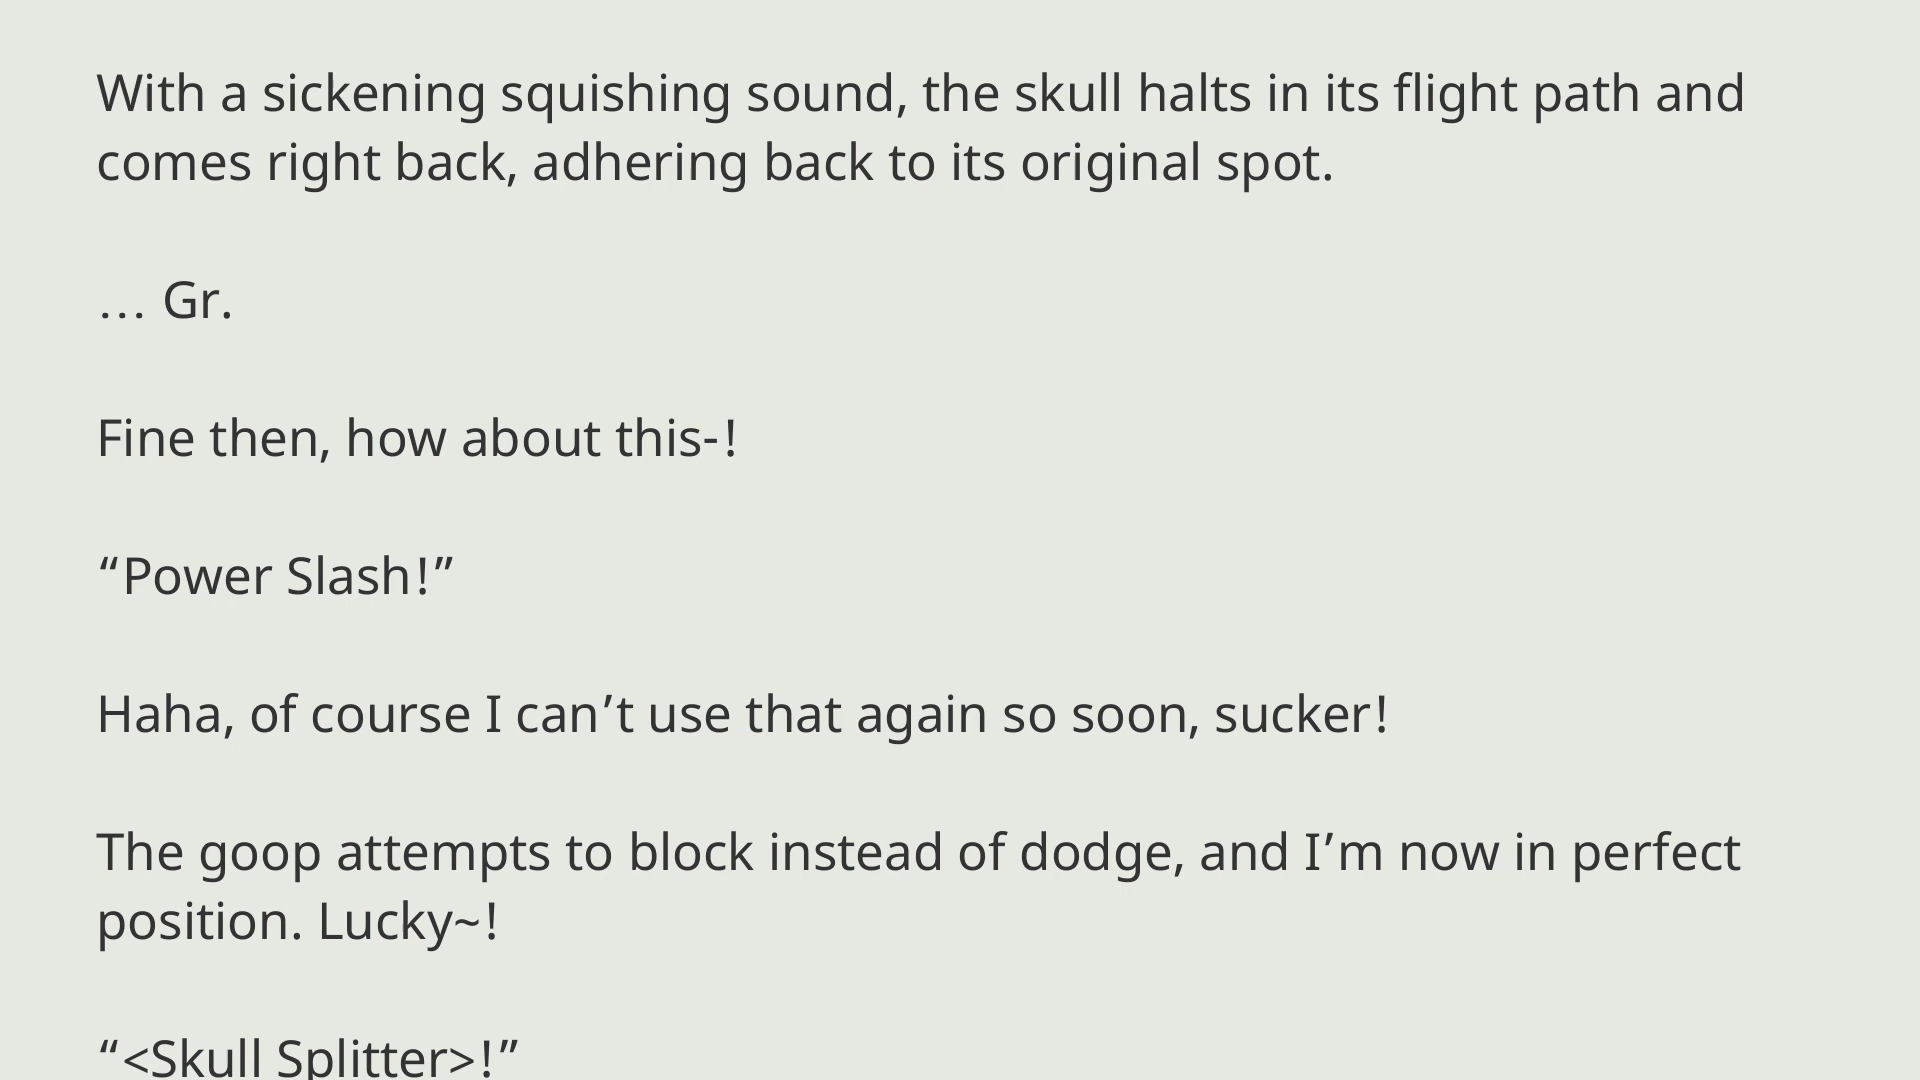 With a sickening squishing sound, the skull halts in its flight path and
comes right back, adhering back to its original spot.
… Gr.
Fine then, how about this-!
“Power Slash!”
Haha, of course I can’t use that again so soon, sucker!
The goop attempts to block instead of dodge, and I’m now in perfect
position. Lucky~!
“<Skull Splitter>!”